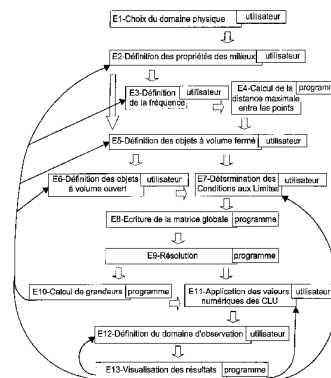 E1-Choix du domaine physique utilisateur
E2-Définition des propriétés des milieux utilisateur
E3-Définition de la fréquence utilisateur
E4-Calcul de la distance maximale entre les points programme
E5-Définition des objets à volume fermé utilisateur
E6-Définition des objets à volume ouvert utilisateur
E7-Détermination des Conditions aux Limites utilisateur
E8-Ecriture de la matrice globale programme
E9-Résolution programme
E10-Calcul de grandeurs programme
E11-Application des valeurs numériques des CLU utilisateur
E12-Définition du domaine d'observation utilisateur
E13-Visualisation des résultats programme